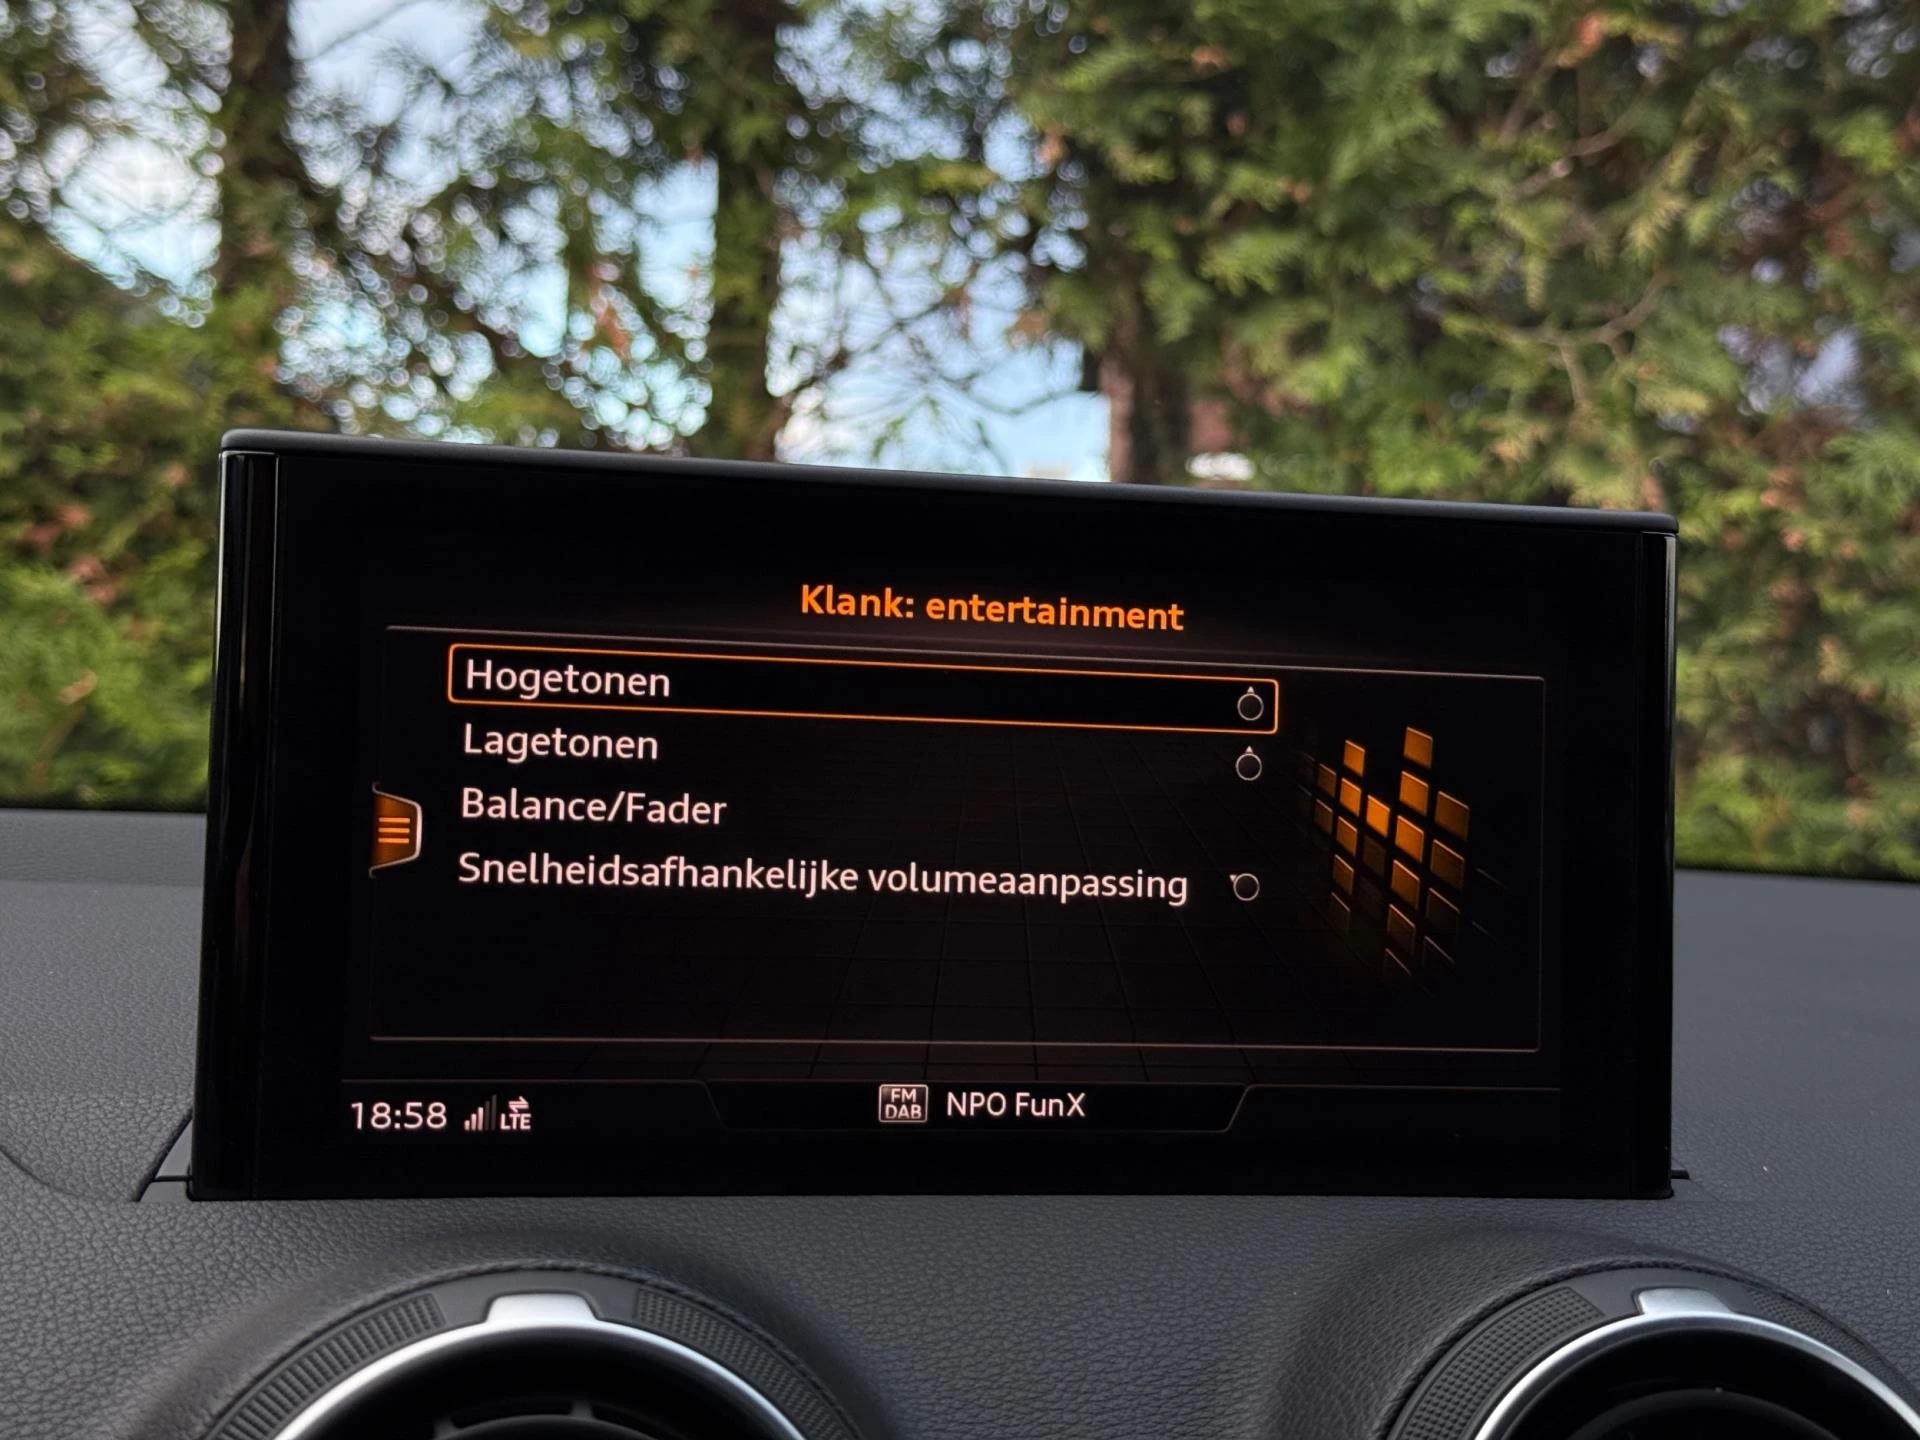 Klank: entertainment
Hogetonen
Lagetonen
Balance/Fader
Snelheidsafhankelijke volumeaanpassing
18:58 LTE FM DAB NPO FunX